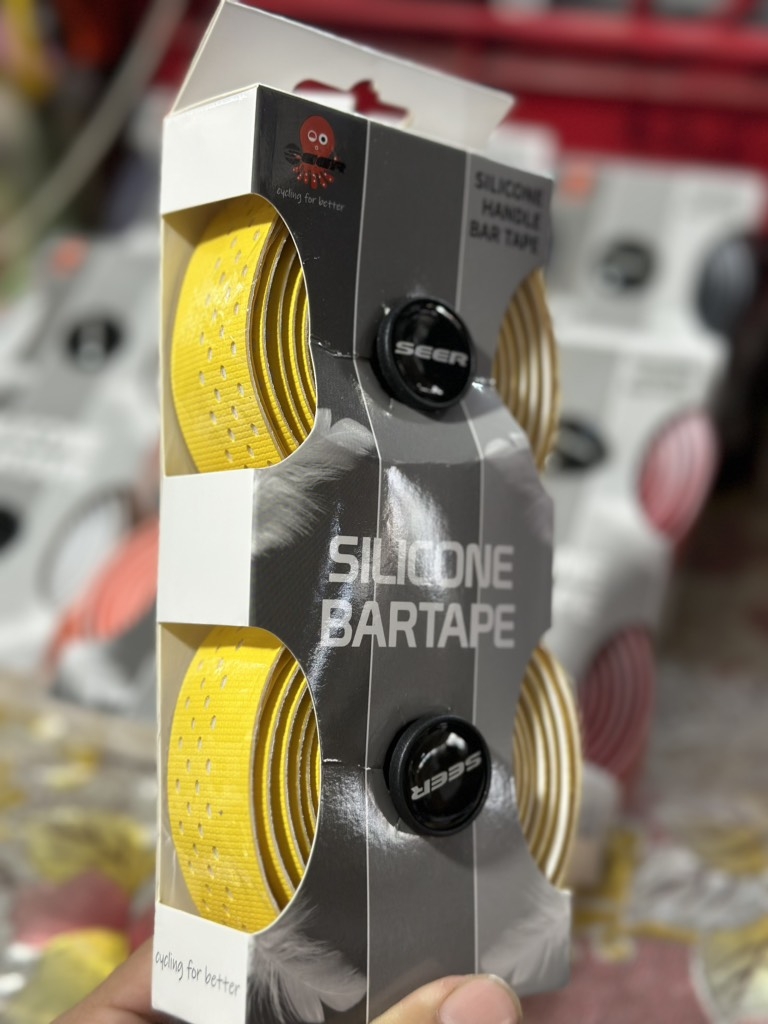 SEER
cycling for better
SILICONE
HANDLE
BAR TAPE
SEER
SILICONE
BARTAPE
SEER
cycling for better